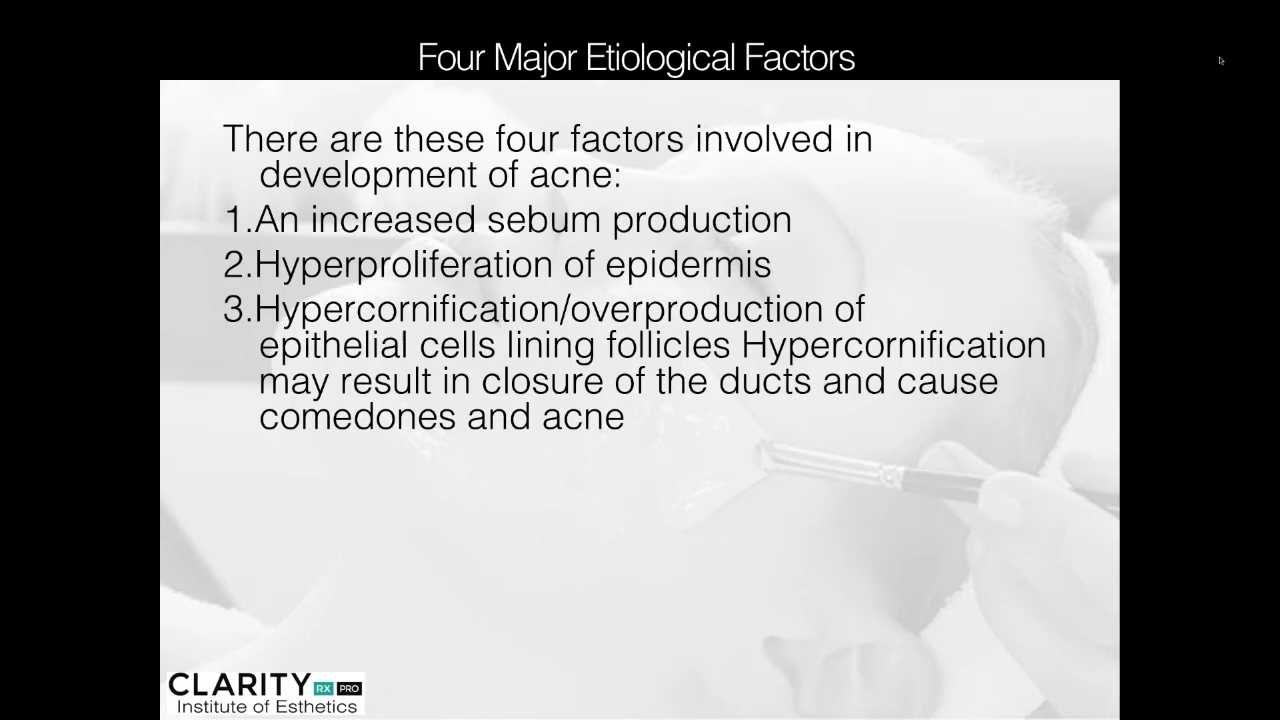 Four Major Etiological Factors
There are these four factors involved in
development of acne:
1.An increased sebum production
2.Hyperproliferation of epidermis
3.Hypercornification/overproduction of
epithelial cells lining follicles Hypercornification
may result in closure of the ducts and cause
comedones and acne
CLARITY RX PRO
Institute of Esthetics